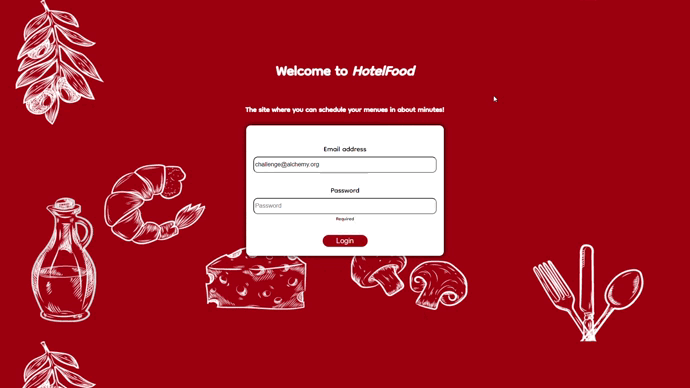 Welcome to HotelFood
The site where you can schedule your menues in about minutes!
Email address
challenge@alchemy.org
Password
Password
Required
Login